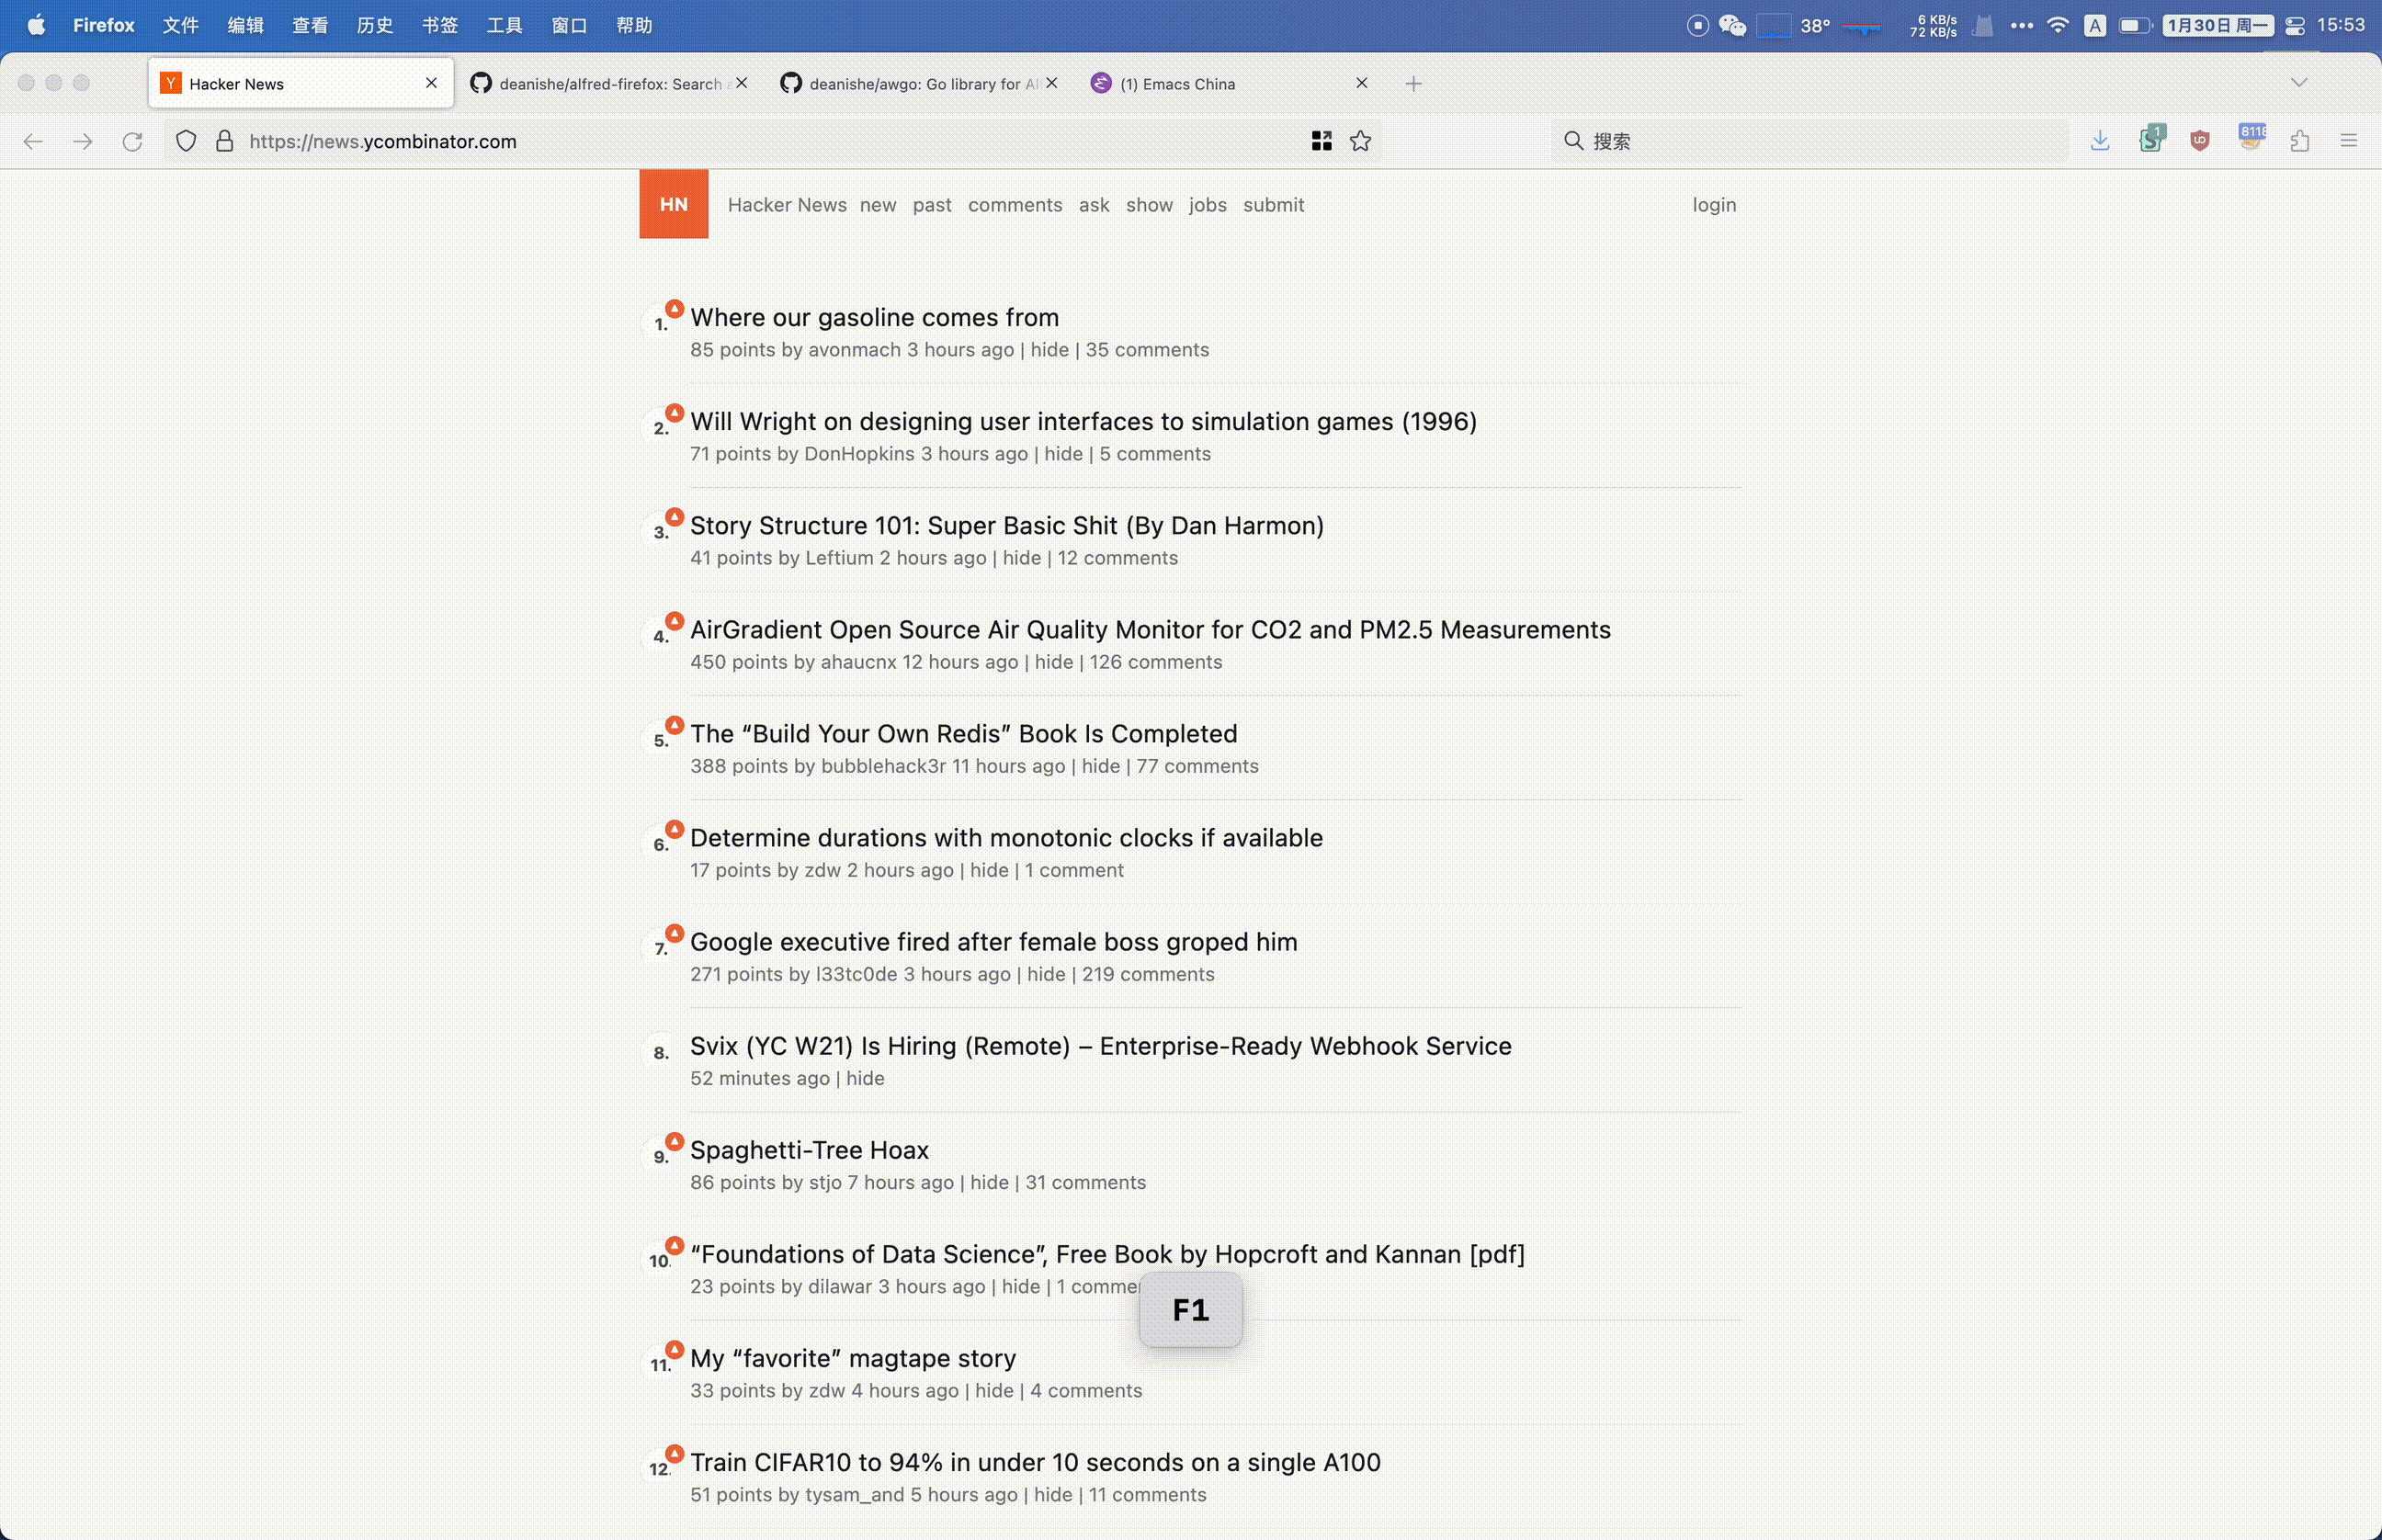 Firefox 文件 编辑 查看 历史 书签 工具 窗口 帮助 38° 6 KB/s 72 KB/s A 1月30日 周一 15:53
Y Hacker News deanishe/alfred-firefox: Search deanishe/awgo: Go library for (1) Emacs China
https://news.ycombinator.com 搜索 1 UD 8118
HN Hacker News new past comments ask show jobs submit login
1. Where our gasoline comes from
85 points by avonmach 3 hours ago | hide | 35 comments
2. Will Wright on designing user interfaces to simulation games (1996)
71 points by DonHopkins 3 hours ago | hide | 5 comments
3. Story Structure 101: Super Basic Shit (By Dan Harmon)
41 points by Leftium 2 hours ago | hide | 12 comments
4. AirGradient Open Source Air Quality Monitor for CO2 and PM2.5 Measurements
450 points by ahaucnx 12 hours ago | hide | 126 comments
5. The “Build Your Own Redis” Book Is Completed
388 points by bubblehack3r 11 hours ago | hide | 77 comments
6. Determine durations with monotonic clocks if available
17 points by zdw 2 hours ago | hide | 1 comment
7. Google executive fired after female boss groped him
271 points by l33tc0de 3 hours ago | hide | 219 comments
8. Svix (YC W21) Is Hiring (Remote) – Enterprise-Ready Webhook Service
52 minutes ago | hide
9. Spaghetti-Tree Hoax
86 points by stjo 7 hours ago | hide | 31 comments
10. “Foundations of Data Science”, Free Book by Hopcroft and Kannan [pdf]
23 points by dilawar 3 hours ago | hide | 1
F1
11. My “favorite” magtape story
33 points by zdw 4 hours ago | hide | 4 comments
12. Train CIFAR10 to 94% in under 10 seconds on a single A100
51 points by tysam_and 5 hours ago | hide | 11 comments